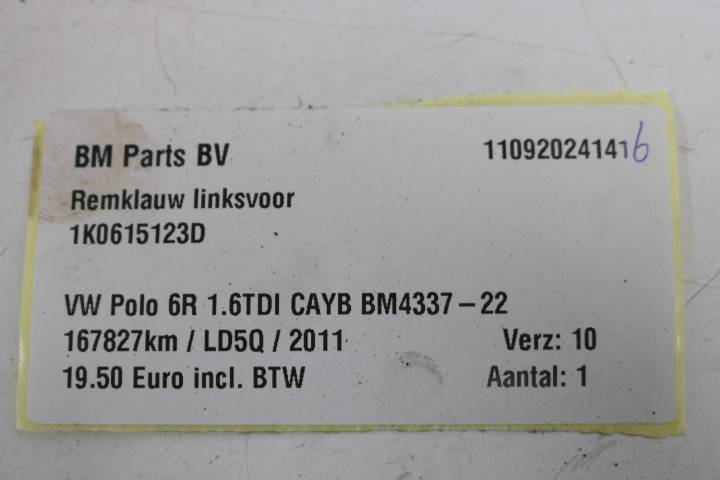 BM Parts BV 110920241416
Remklauw linksvoor
1K0615123D
VW Polo 6R 1.6TDI CAYB BM4337-22
167827km / LD5Q / 2011 Verz: 10
19.50 Euro incl. BTW Aantal: 1